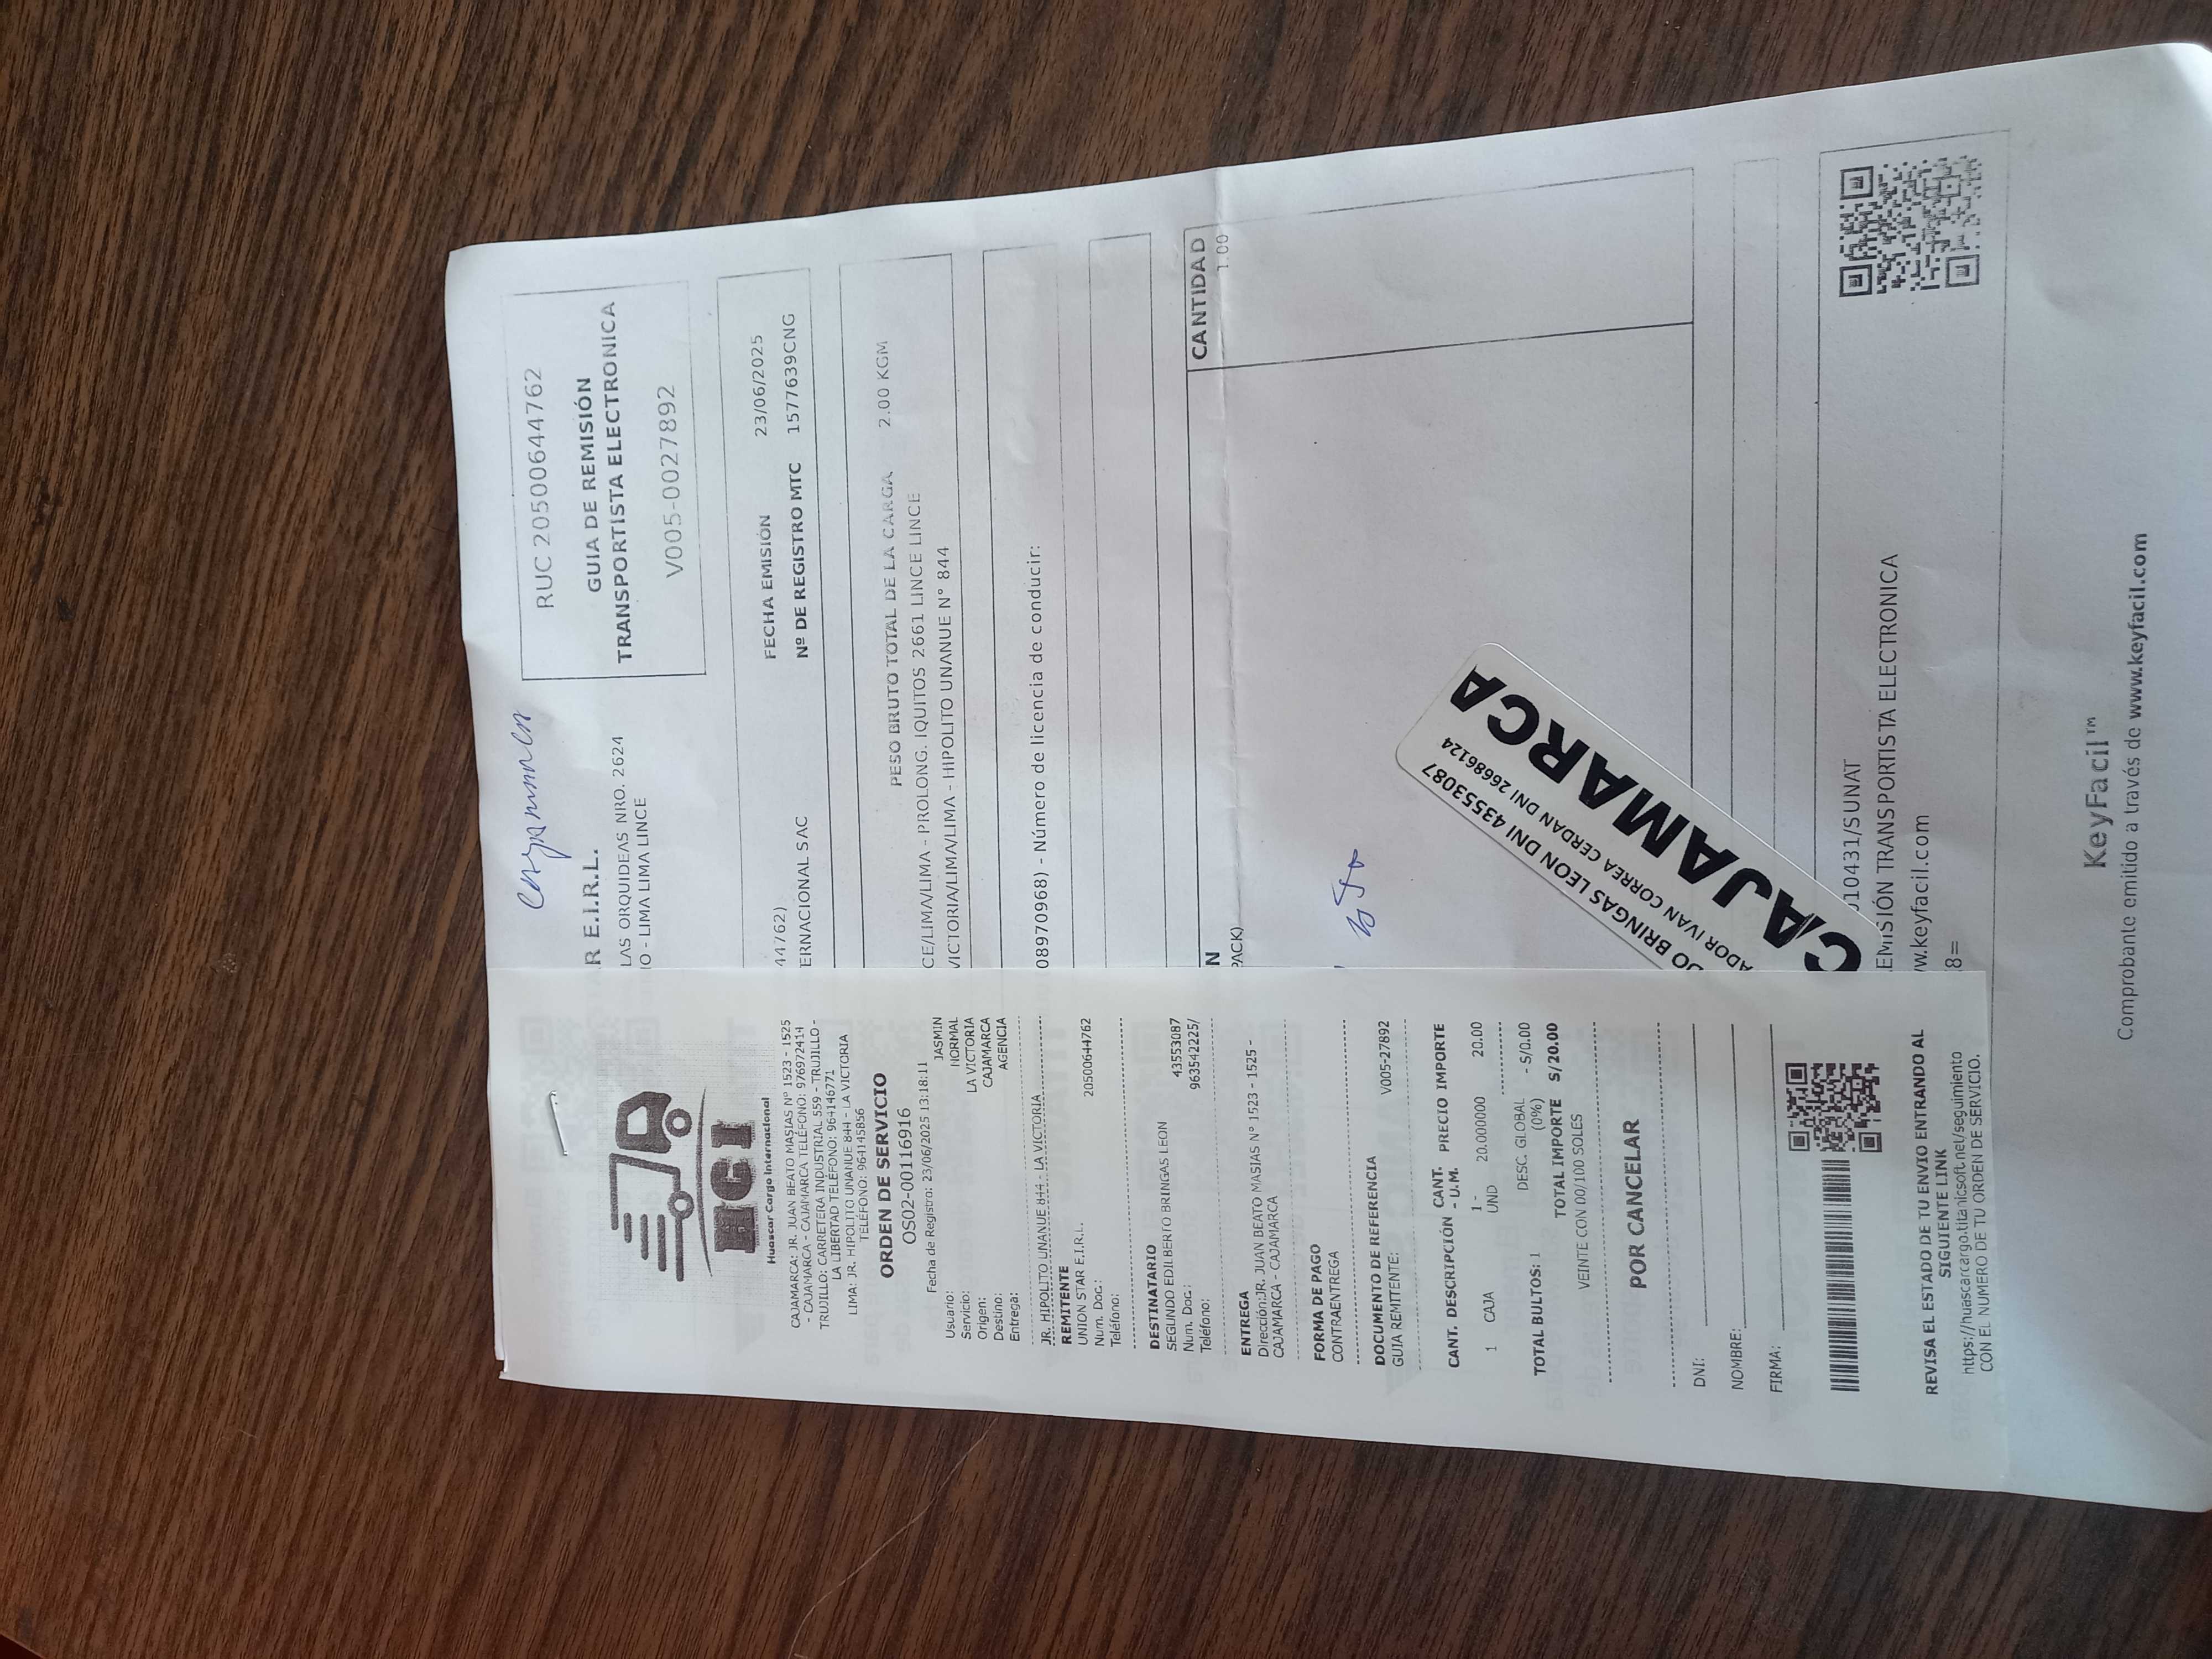 HCI
Huascar Cargo Internacional
CAJAMARCA: JR. JUAN BEATO MASIAS Nº 1523 - 1525
- CAJAMARCA - CAJAMARCA TELÉFONO: 976972414
TRUJILLO: CARRETERA INDUSTRIAL 559 - TRUJILLO -
LA LIBERTAD TELÉFONO: 964146771
LIMA: JR. HIPOLITO UNANUE 844 - LA VICTORIA
TELÉFONO: 964145856
ORDEN DE SERVICIO
OS02-00116916
Fecha de Registro: 23/06/2025 13:18:11
Usuario: JASMIN
Servicio: NORMAL
Origen: LA VICTORIA
Destino: CAJAMARCA
Entrega: AGENCIA
JR. HIPOLITO UNANUE 844 - LA VICTORIA
REMITENTE
UNION STAR E.I.R.L.
Num. Doc.: 20500644762
Teléfono:
DESTINATARIO
SEGUNDO EDILBERTO BRINGAS LEON
Num. Doc.: 43553087
Teléfono: 963542225/
ENTREGA
Dirección:JR. JUAN BEATO MASIAS Nº 1523 - 1525 -
CAJAMARCA - CAJAMARCA
FORMA DE PAGO
CONTRAENTREGA
DOCUMENTO DE REFERENCIA
GUIA REMITENTE: V005-27892
CANT. DESCRIPCIÓN CANT. - U.M. PRECIO IMPORTE
1 CAJA 1 - UND 20.000000 20.00
TOTAL BULTOS: 1
DESC. GLOBAL (0%) - S/0.00
TOTAL IMPORTE S/20.00
VEINTE CON 00/100 SOLES
POR CANCELAR
DNI:
NOMBRE:
FIRMA:
REVISA EL ESTADO DE TU ENVIO ENTRANDO AL
SIGUIENTE LINK
https://huascarcargo.titanicsoft.net/seguimiento
CON EL NUMERO DE TU ORDEN DE SERVICIO.
R E.I.R.L.
LAS ORQUIDEAS NRO. 2624
IO - LIMA LIMA LINCE
RUC 20500644762
GUIA DE REMISIÓN
TRANSPORTISTA ELECTRONICA
V005-0027892
44762)
ERNACIONAL SAC
FECHA EMISIÓN 23/06/2025
Nº DE REGISTRO MTC 1577639CNG
PESO BRUTO TOTAL DE LA CARGA 2.00 KGM
CE/LIMA/LIMA - PROLONG. IQUITOS 2661 LINCE LINCE
VICTORIA/LIMA/LIMA - HIPOLITO UNANUE N° 844
08970968) - Número de licencia de conducir:
N CANTIDAD
PACK) 1.00
DO BRINGAS LEON DNI 43553087
ADOR IVAN CORREA CERDAN DNI 26686124
CAJAMARCA
010431/SUNAT
EMISIÓN TRANSPORTISTA ELECTRONICA
w.keyfacil.com
8=
KeyFacil™
Comprobante emitido a través de www.keyfacil.com